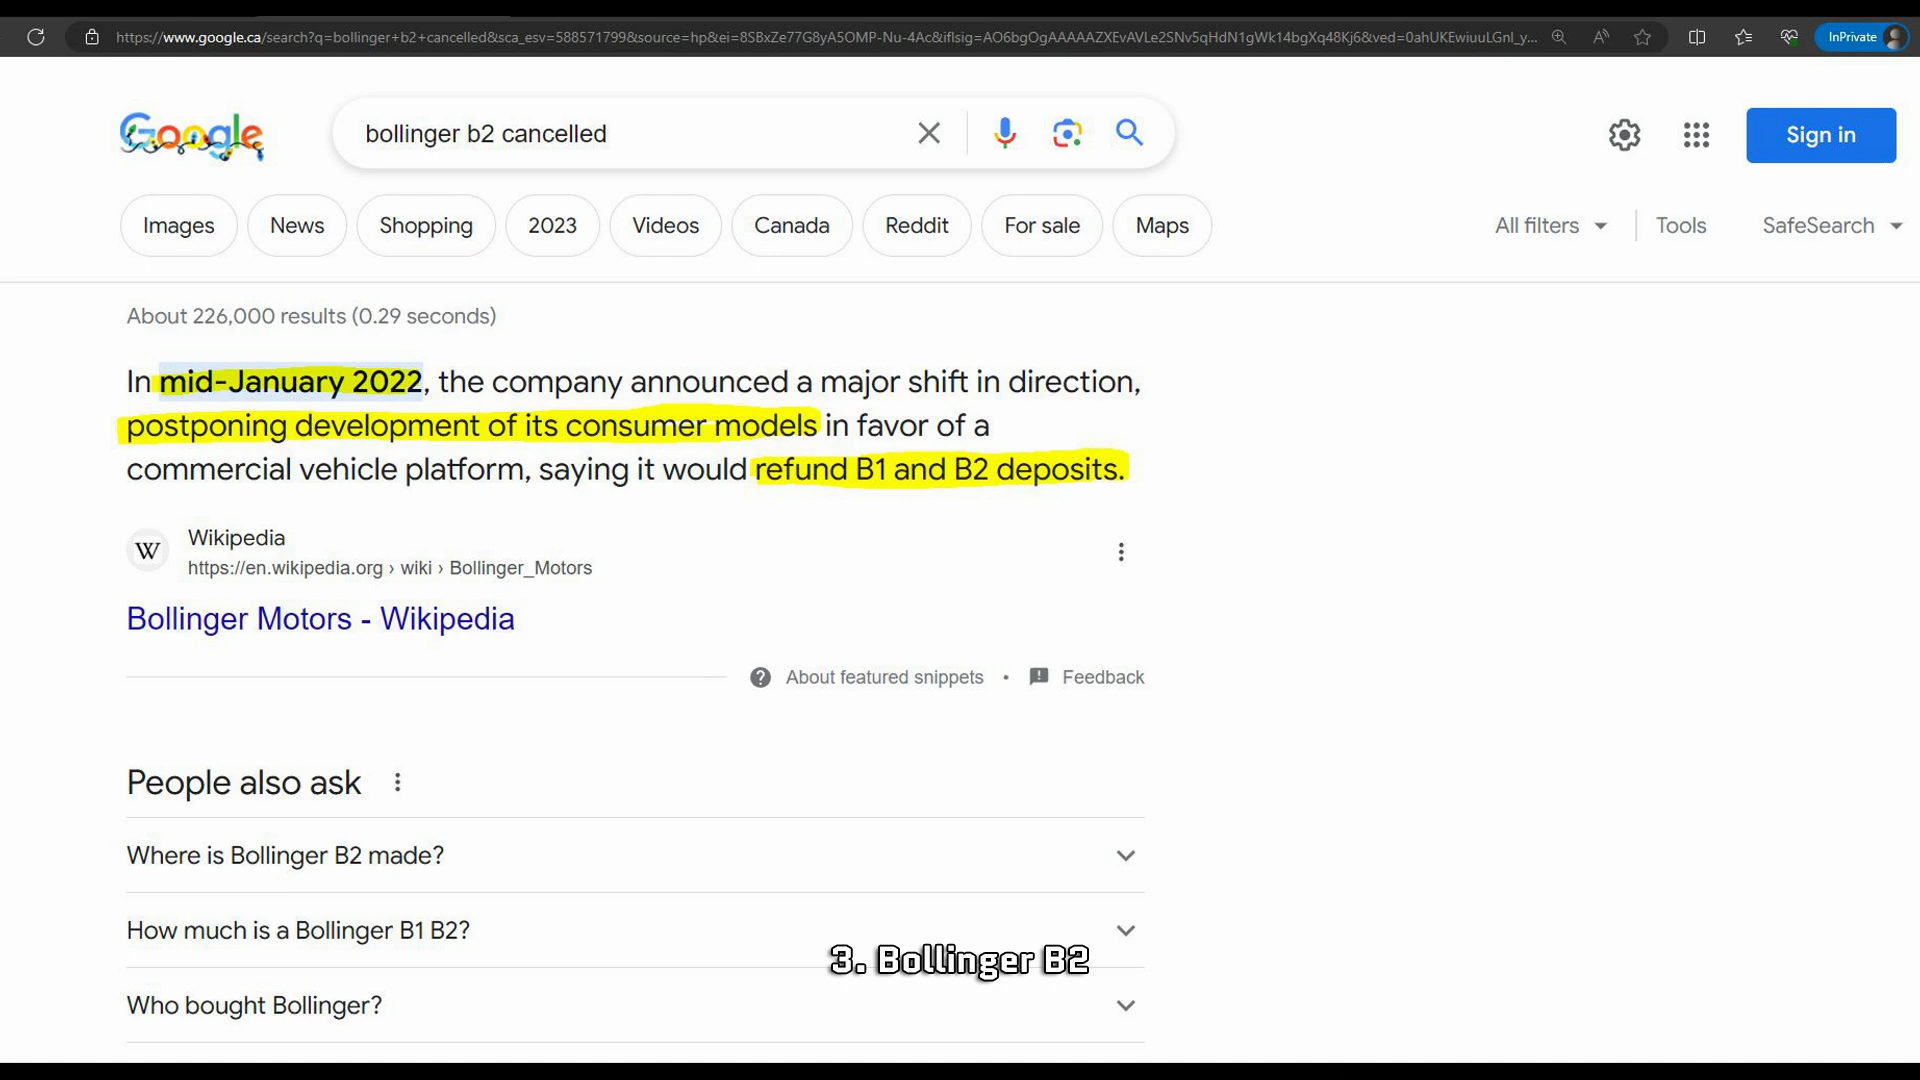 https://www.google.ca/search?q=bollinger+b2+cancelled&sca_esv=588571799&source=hp&ei=8SBxZe77G8yA5OMP-Nu-4Ac&iflsig=AO6bgOgAAAAAZXEvAVLe2SNv5qHdN1gWk14bgXq48Kj6&ved=0ahUKEwiuuLGnl_y...
InPrivate
Google
bollinger b2 cancelled
Sign in
Images
News
Shopping
2023
Videos
Canada
Reddit
For sale
Maps
All filters
Tools
SafeSearch
About 226,000 results (0.29 seconds)
In mid-January 2022, the company announced a major shift in direction,
postponing development of its consumer models in favor of a
commercial vehicle platform, saying it would refund B1 and B2 deposits.
W
Wikipedia
https://en.wikipedia.org › wiki › Bollinger_Motors
Bollinger Motors - Wikipedia
About featured snippets • Feedback
People also ask
Where is Bollinger B2 made?
How much is a Bollinger B1 B2?
3. Bollinger B2
Who bought Bollinger?